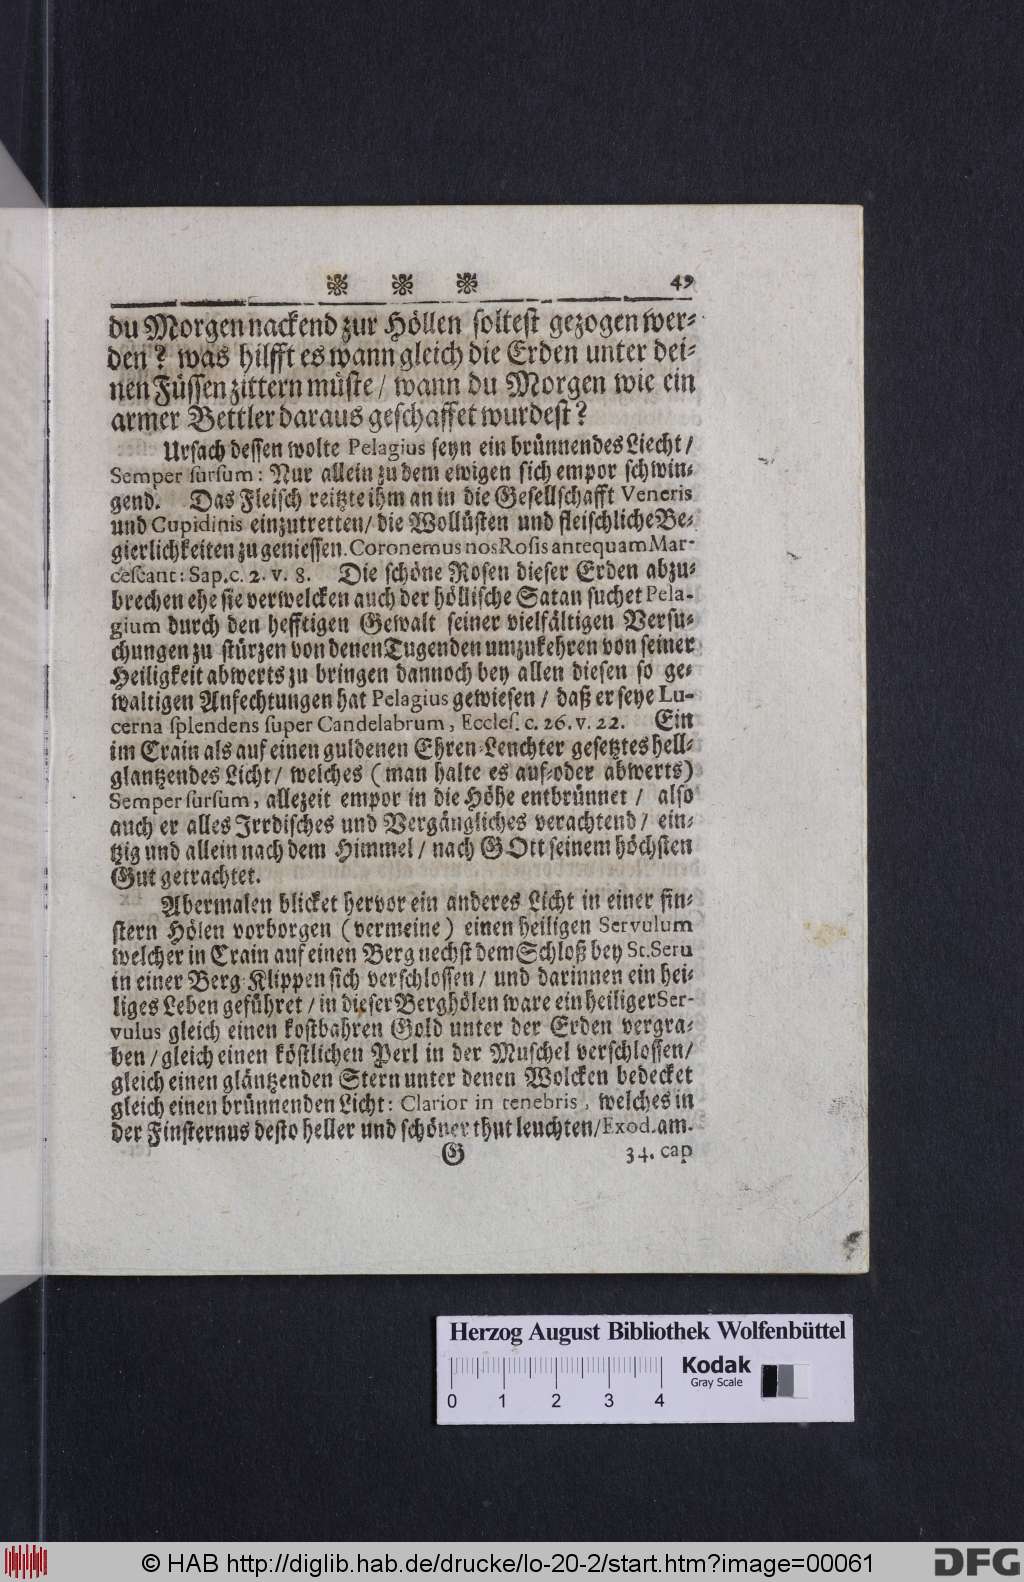 49
du Morgen nackend zur Höllen soltest gezogen wer-
den? was hilfft es wann gleich die Erden unter dei-
nen Füssen zittern müste/ wann du Morgen wie ein
armer Bettler daraus geschaffet wurdest?
Ursach dessen wolte Pelagius seyn ein brünnendes Liecht/
Semper sursum: Nur allein zu dem ewigen sich empor schwin-
gend. Das Fleisch reitzte ihm an in die Gesellschafft Veneris
und Cupidinis einzutretten/ die Wollüsten und fleischliche Be-
gierlichkeiten zu geniessen. Coronemus nos Rosis antequam Mar-
cescant: Sap. c. 2. v. 8. Die schöne Rosen dieser Erden abzu-
brechen ehe sie verwelcken auch der höllische Satan suchet Pela-
gium durch den hefftigen Gewalt seiner vielfältigen Versu-
chungen zu stürzen von denen Tugenden umzukehren von seiner
Heiligkeit abwerts zu bringen dannoch bey allen diesen so ge-
waltigen Anfechtungen hat Pelagius gewiesen/ daß er seye Lu-
cerna splendens super Candelabrum, Eccles. c. 26. v. 22. Ein
im Crain als auf einen guldenen Ehren-Leuchter gesetztes hell-
glantzendes Licht/ welches (man halte es auf-oder abwerts)
Semper sursum, allezeit empor in die Höhe entbrünnet/ also
auch er alles Irrdisches und Vergängliches verachtend/ ein-
tzig und allein nach dem Himmel/ nach GOtt seinem höchsten
Gut getrachtet.
Abermalen blicket hervor ein anderes Licht in einer fin-
stern Hölen vorborgen (vermeine) einen heiligen Servulum
welcher in Crain auf einen Berg nechst dem Schloß bey St. Seru
in einer Berg-Klippen sich verschlossen/ und darinnen ein hei-
liges Leben geführet/ in dieser Berghölen ware ein heiliger Ser-
vulus gleich einen kostbahren Gold unter der Erden vergra-
ben/ gleich einen köstlichen Perl in der Muschel verschlossen/
gleich einen gläntzenden Stern unter denen Wolcken bedecket
gleich einen brünnenden Licht: Clarior in tenebris, welches in
der Finsternus desto heller und schöner thut leuchten/ Exod. am.
G 34. cap
Herzog August Bibliothek Wolfenbüttel
Kodak
Gray Scale
0 1 2 3 4
© HAB http://diglib.hab.de/drucke/lo-20-2/start.htm?image=00061
DFG